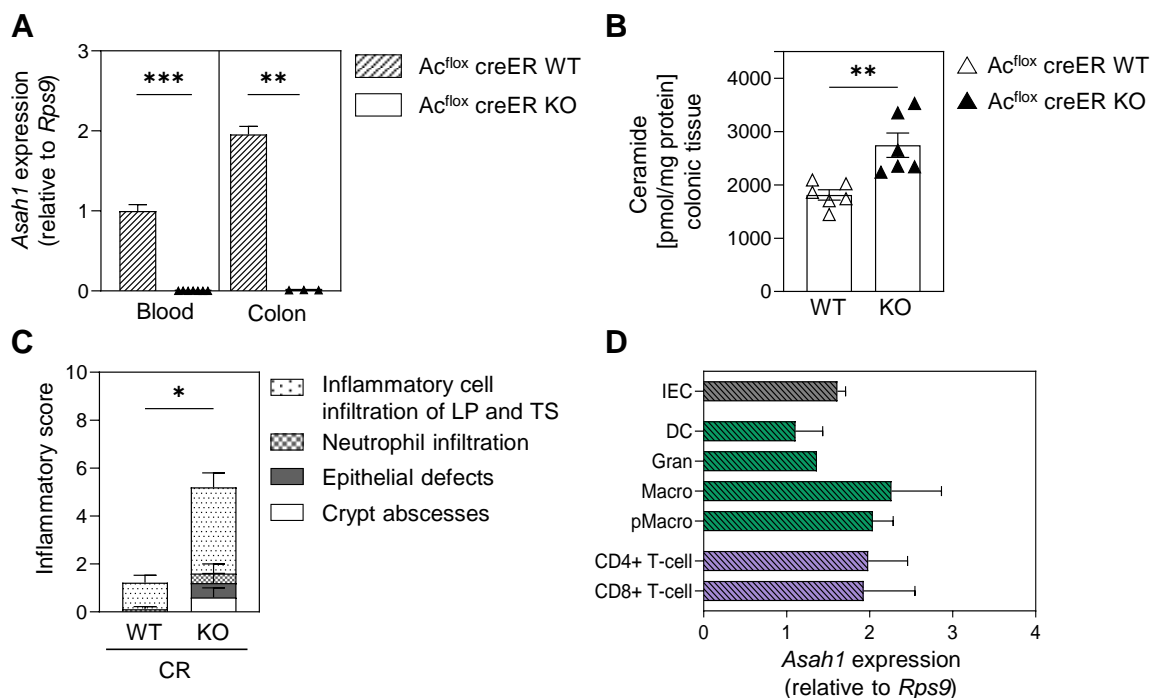 A
Asah1 expression
(relative to Rps9)
3
2
1
0
***
**
Blood
Colon
Acflox creER WT
Acflox creER KO
B
Ceramide
[pmol/mg protein]
colonic tissue
4000
3000
2000
1000
0
**
WT
KO
Acflox creER WT
Acflox creER KO
C
Inflammatory score
10
8
6
4
2
0
*
WT
KO
CR
Inflammatory cell
infiltration of LP and TS
Neutrophil infiltration
Epithelial defects
Crypt abscesses
D
IEC
DC
Gran
Macro
pMacro
CD4+ T-cell
CD8+ T-cell
0
1
2
3
4
Asah1 expression
(relative to Rps9)